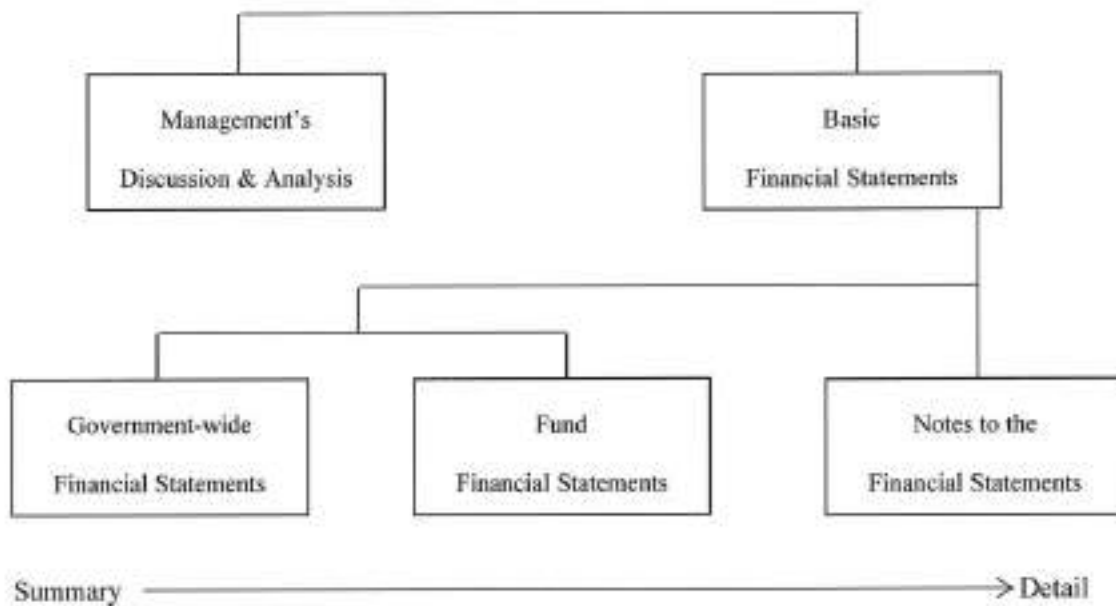 Management's
Discussion & Analysis
Basic
Financial Statements
Government-wide
Financial Statements
Fund
Financial Statements
Notes to the
Financial Statements
Summary
Detail